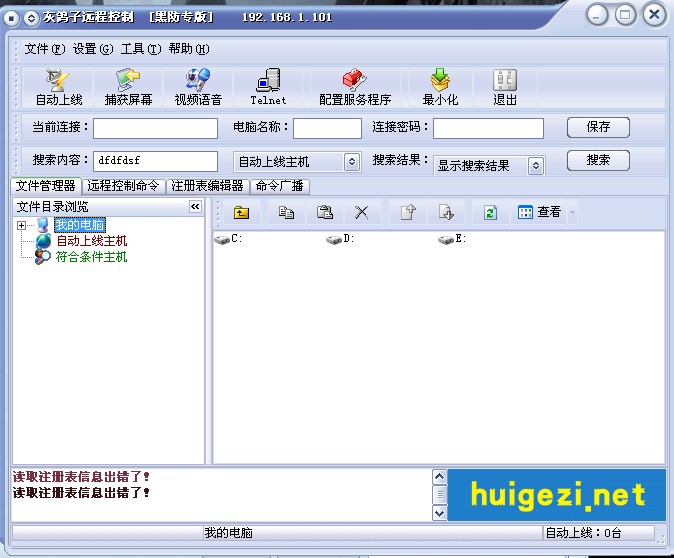 灰鸽子远程控制 [黑防专版] 192.168.1.101
文件(F) 设置(G) 工具(T) 帮助(H)
自动上线 捕获屏幕 视频语音 Telnet 配置服务程序 最小化 退出
当前连接： 电脑名称： 连接密码： 保存
搜索内容： dfdfdsf 自动上线主机 搜索结果： 显示搜索结果 搜索
文件管理器 远程控制命令 注册表编辑器 命令广播
文件目录浏览 查看
我的电脑
自动上线主机
符合条件主机
C: D: E:
读取注册表信息出错了!
读取注册表信息出错了!
huigezi.net
我的电脑 自动上线：0台